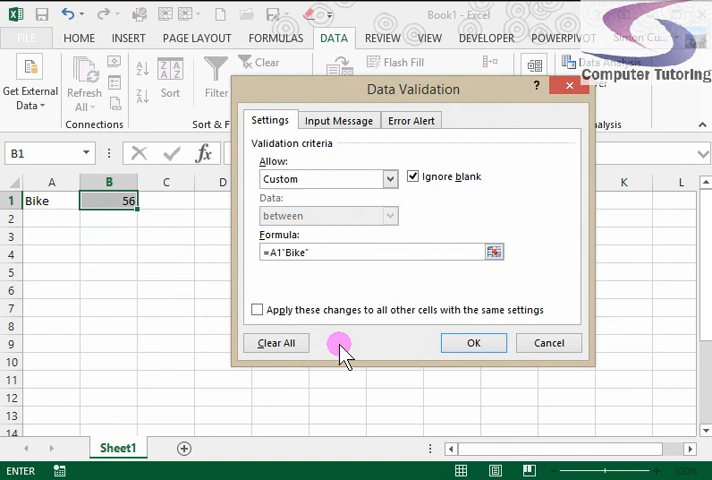 Book1 - Excel
FILE HOME INSERT PAGE LAYOUT FORMULAS DATA REVIEW VIEW DEVELOPER POWERPIVOT Simon Cu...
Computer Tutoring
Get External
Data
Refresh
All
Connections
Sort
Filter
Clear
Sort & F
Flash Fill
Data Analysis
alysis
B1
A B C D K L
1 Bike 56
2
3
4
5
6
7
8
9
10
11
12
13
14
Data Validation ?
Settings Input Message Error Alert
Validation criteria
Allow:
Custom Ignore blank
Data:
between
Formula:
=A1"Bike"
Apply these changes to all other cells with the same settings
Clear All OK Cancel
Sheet1
ENTER 100%